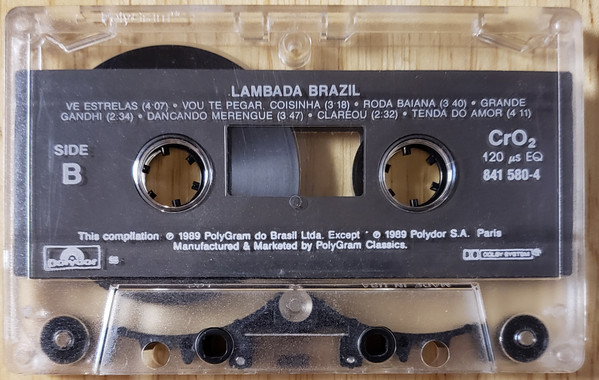 LAMBADA BRAZIL
VE ESTRELAS (4:07) • VOU TE PEGAR, COISINHA (3:18) • RODA BAIANA (3 40) • GRANDE
GANDHI (2:34) • DANCANDO MERENGUE (3 47) • CLAREOU (2:32) • TENDA DO AMOR (4 11)
SIDE
B
CrO2
120 µs EQ
841 580-4
This compilation ℗ 1989 PolyGram do Brasil Ltda. Except * ℗ 1989 Polydor S.A. Paris
Manufactured & Marketed by PolyGram Classics.
Polydor
DOLBY SYSTEM
MADE IN USA